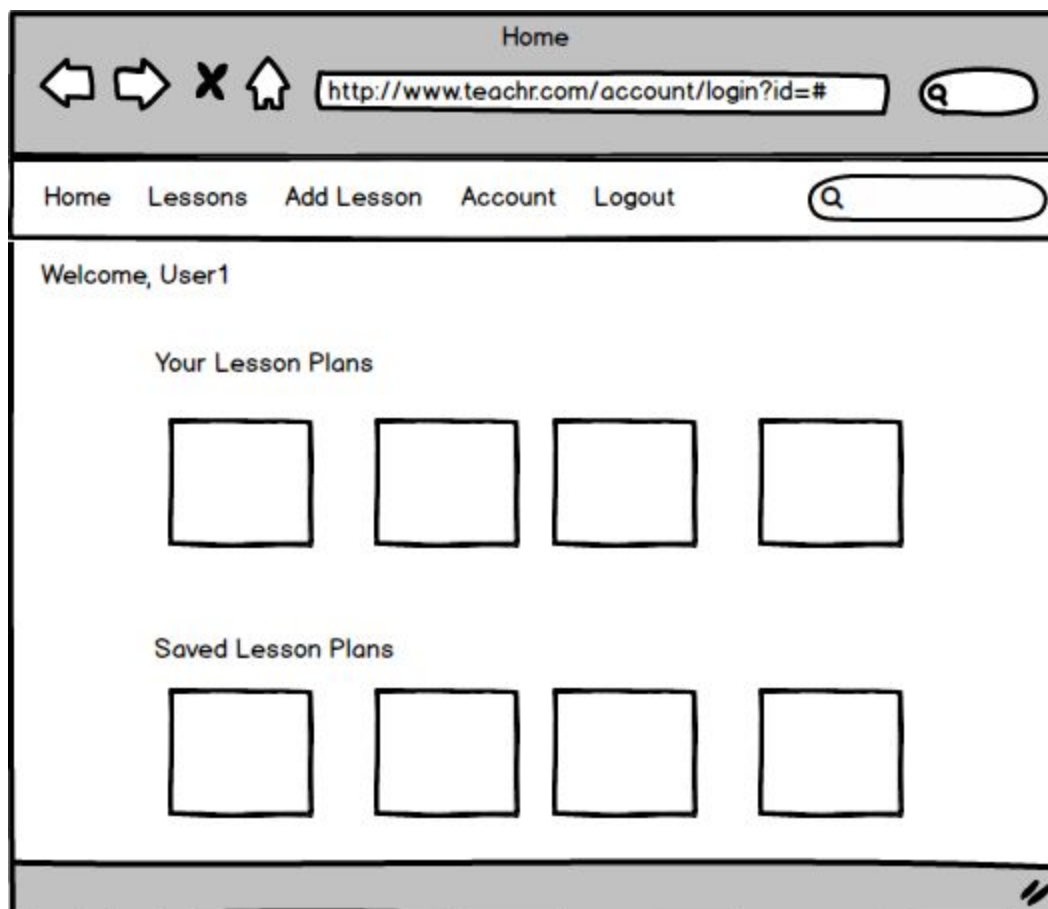 Home
http://www.teachr.com/account/login?id=#
Home Lessons Add Lesson Account Logout
Welcome, User1
Your Lesson Plans
Saved Lesson Plans